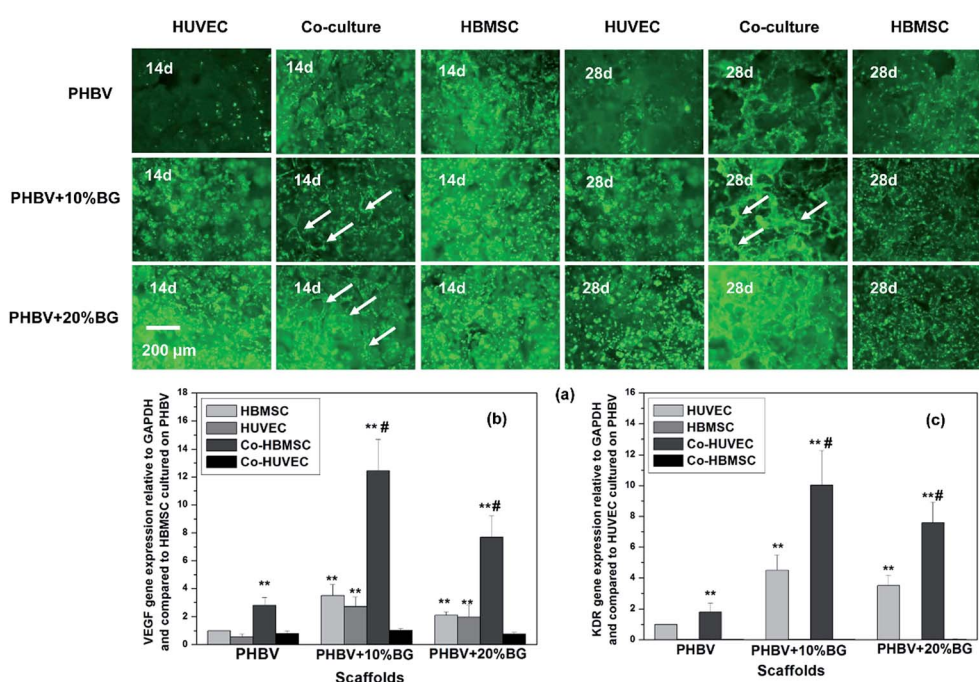 HUVEC Co-culture HBMSC HUVEC Co-culture HBMSC
PHBV
14d 14d 14d 28d 28d 28d
PHBV+10%BG
14d 14d 14d 28d 28d 28d
PHBV+20%BG
14d 14d 14d 28d 28d 28d
200 µm
(a)
VEGF gene expression relative to GAPDH
and compared to HBMSC cultured on PHBV
18
16
14
12
10
8
6
4
2
0
HBMSC
HUVEC
Co-HBMSC
Co-HUVEC
(b)
**
** ** **#
** ** **#
PHBV PHBV+10%BG PHBV+20%BG
Scaffolds
KDR gene expression relative to GAPDH
and compared to HUVEC cultured on PHBV
16
14
12
10
8
6
4
2
0
HUVEC
HBMSC
Co-HUVEC
Co-HBMSC
(c)
**
** **#
** **#
PHBV PHBV+10%BG PHBV+20%BG
Scaffolds